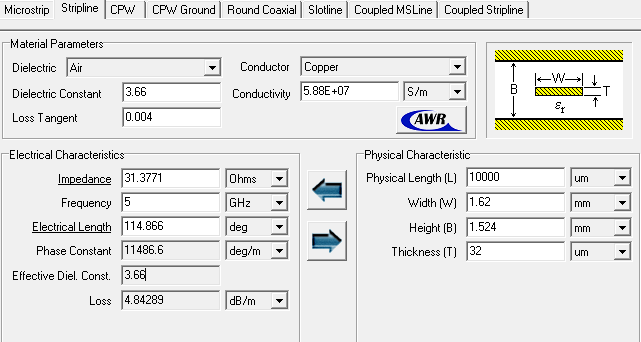 Microstrip Stripline CPW CPW Ground Round Coaxial Slotline Coupled MSLine Coupled Stripline
Material Parameters
Dielectric Air Conductor Copper
Dielectric Constant 3.66 Conductivity 5.88E+07 S/m
Loss Tangent 0.004
AWR
W
B
T
εr
Electrical Characteristics
Impedance 31.3771 Ohms
Frequency 5 GHz
Electrical Length 114.866 deg
Phase Constant 11486.6 deg/m
Effective Diel. Const. 3.66
Loss 4.84289 dB/m
Physical Characteristic
Physical Length (L) 10000 um
Width (W) 1.62 mm
Height (B) 1.524 mm
Thickness (T) 32 um